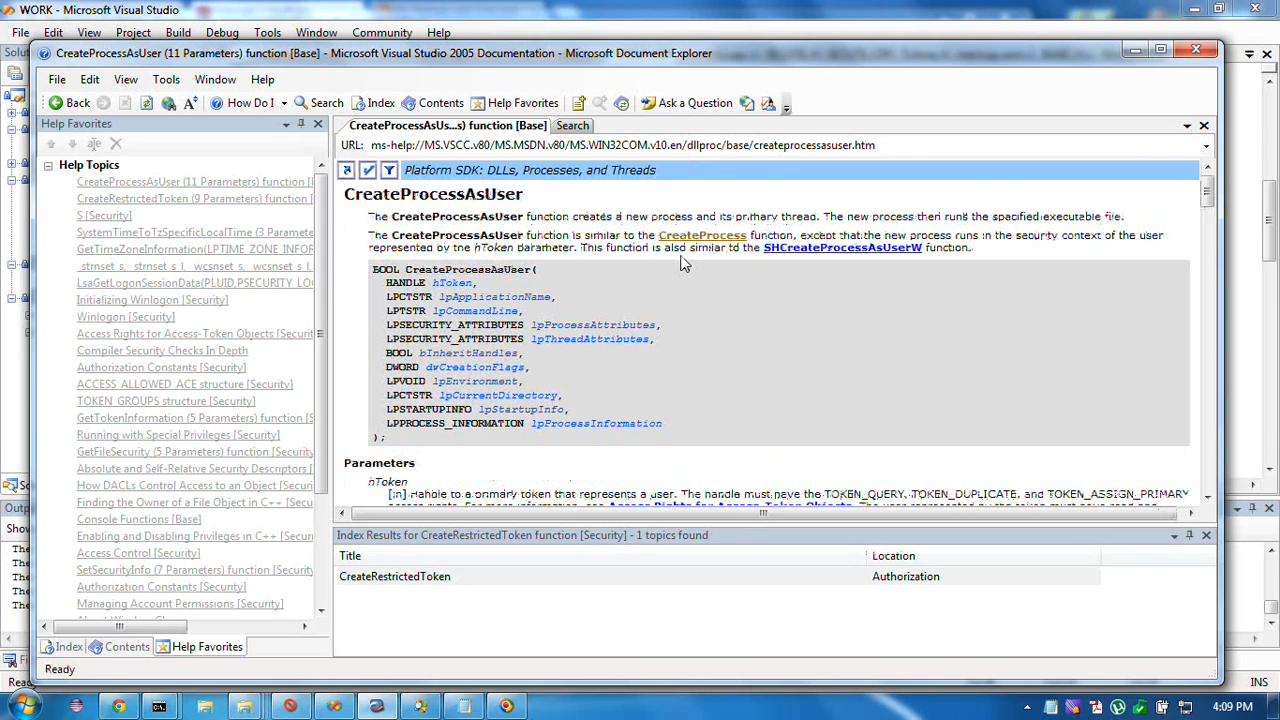 WORK - Microsoft Visual Studio
File Edit View Project Build Debug Tools Window Community Help
CreateProcessAsUser (11 Parameters) function [Base] - Microsoft Visual Studio 2005 Documentation - Microsoft Document Explorer
File Edit View Tools Window Help
Back How Do I Search Index Contents Help Favorites Ask a Question
Help Favorites
Help Topics
CreateProcessAsUser (11 Parameters) function [
CreateRestrictedToken (9 Parameters) function [
S [Security]
SystemTimeToTzSpecificLocalTime (3 Parameters
GetTimeZoneInformation(LPTIME_ZONE_INFOR
_strnset_s, _strnset_s_l, _wcsnset_s, _wcsnset_
LsaGetLogonSessionData(PLUID,PSECURITY_
Initializing Winlogon [Security]
Winlogon [Security]
Access Rights for Access-Token Objects [Securit
Compiler Security Checks In Depth
Authorization Constants [Security]
ACCESS_ALLOWED_ACE structure [Security]
TOKEN_GROUPS structure [Security]
GetTokenInformation (5 Parameters) function [S
Running with Special Privileges [Security]
GetFileSecurity (5 Parameters) function [Securit
Absolute and Self-Relative Security Descriptors [
How DACLs Control Access to an Object [Securit
Finding the Owner of a File Object in C++ [Secur
Console Functions [Base]
Enabling and Disabling Privileges in C++ [Securit
Access Control [Security]
SetSecurityInfo (7 Parameters) function [Security
Authorization Constants [Security]
Managing Account Permissions [Security]
Index Contents Help Favorites
CreateProcessAsUs...s) function [Base] Search
URL: ms-help://MS.VSCC.v80/MS.MSDN.v80/MS.WIN32COM.v10.en/dllproc/base/createprocessasuser.htm
Platform SDK: DLLs, Processes, and Threads
CreateProcessAsUser
The CreateProcessAsUser function creates a new process and its primary thread. The new process then runs the specified executable file.
The CreateProcessAsUser function is similar to the CreateProcess function, except that the new process runs in the security context of the user
represented by the hToken parameter. This function is also similar to the SHCreateProcessAsUserW function.
BOOL CreateProcessAsUser(
HANDLE hToken,
LPCTSTR lpApplicationName,
LPTSTR lpCommandLine,
LPSECURITY_ATTRIBUTES lpProcessAttributes,
LPSECURITY_ATTRIBUTES lpThreadAttributes,
BOOL bInheritHandles,
DWORD dwCreationFlags,
LPVOID lpEnvironment,
LPCTSTR lpCurrentDirectory,
LPSTARTUPINFO lpStartupInfo,
LPPROCESS_INFORMATION lpProcessInformation
);
Parameters
hToken
[in] Handle to a primary token that represents a user. The handle must have the TOKEN_QUERY, TOKEN_DUPLICATE, and TOKEN_ASSIGN_PRIMARY
Index Results for CreateRestrictedToken function [Security] - 1 topics found
Title Location
CreateRestrictedToken Authorization
Ready
INS
4:09 PM